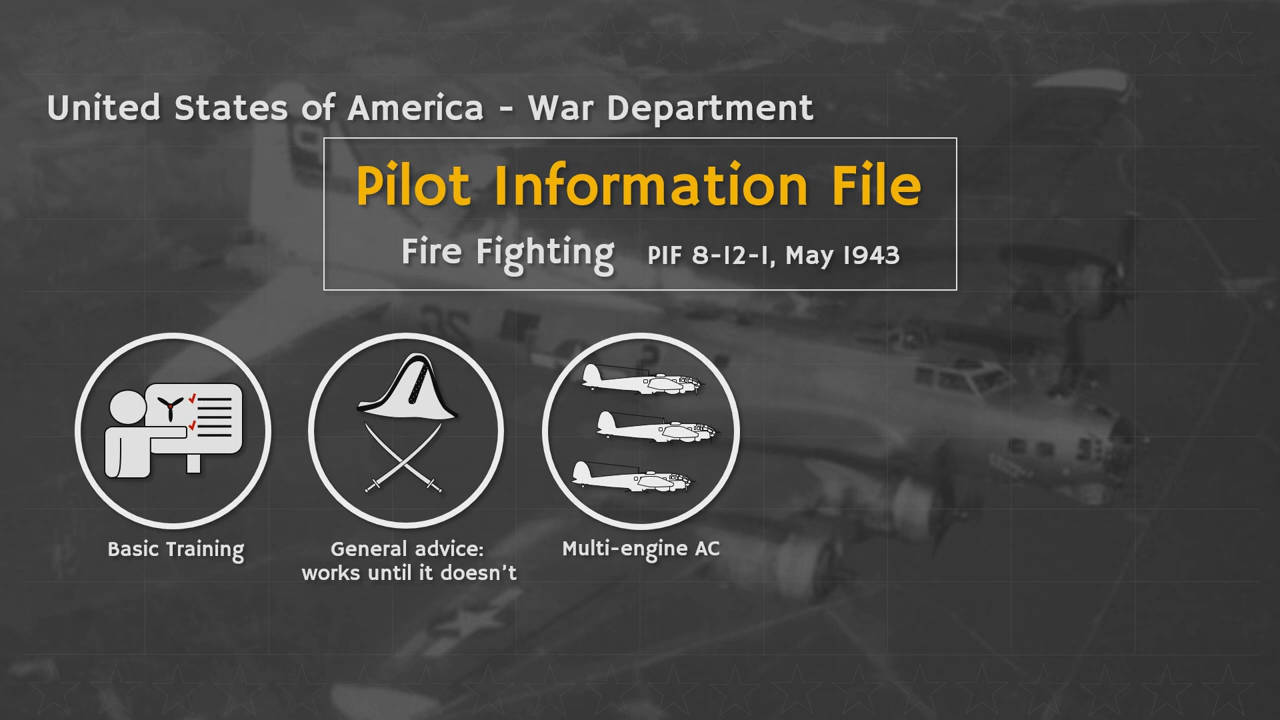 United States of America - War Department
Pilot Information File
Fire Fighting PIF 8-12-1, May 1943
Basic Training
General advice:
works until it doesn't
Multi-engine AC